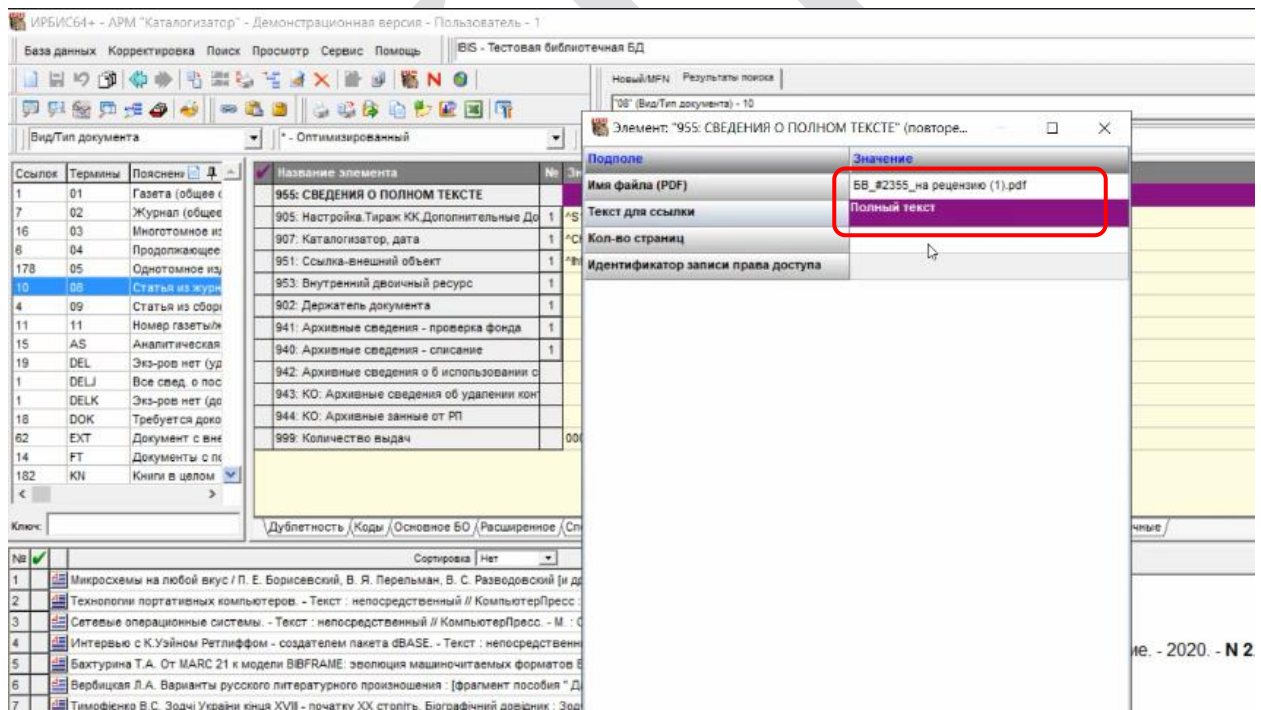 ИРБИС64+ - АРМ "Каталогизатор" - Демонстрационная версия - Пользователь - 1
База данных Корректировка Поиск Просмотр Сервис Помощь
IBIS - Тестовая библиотечная БД
Новый/MFN Результаты поиска
"08" (Вид/Тип документа) - 10
Вид/Тип документа
* - Оптимизированный
Ссылок Термины Пояснени
1 01 Газета (общее
7 02 Журнал (общее
16 03 Многотомное из
6 04 Продолжающее
178 05 Однотомное из
10 08 Статья из журн
4 09 Статья из сбор
11 11 Номер газеты/ж
15 AS Аналитическая
19 DEL Экз-ров нет (уд
1 DELJ Все свед. о пос
1 DELK Экз-ров нет (до
18 DOK Требуется доко
62 EXT Документ с вне
14 FT Документы с по
182 KN Книги в целом
Ключ:
Название элемента №
955: СВЕДЕНИЯ О ПОЛНОМ ТЕКСТЕ
905: Настройка.Тираж КК.Дополнительные До 1 ^S
907: Каталогизатор, дата 1
951: Ссылка-внешний объект 1
953: Внутренний двоичный ресурс 1
902: Держатель документа 1
941: Архивные сведения - проверка фонда 1
940: Архивные сведения - списание 1
942: Архивные сведения о б использовании с
943: КО: Архивные сведения об удалении кон
944: КО: Архивные занные от РП
999: Количество выдач
Дублетность Коды Основное БО Расширенное
Элемент: "955: СВЕДЕНИЯ О ПОЛНОМ ТЕКСТЕ" (повторе...
Подполе Значение
Имя файла (PDF) БВ_#2355_на рецензию (1).pdf
Текст для ссылки Полный текст
Кол-во страниц
Идентификатор записи права доступа
№ Сортировка Нет
1 Микросхемы на любой вкус / П. Е. Борисевский, В. Я. Перельман, В. С. Разводовский [и др
2 Технологии портативных компьютеров. - Текст : непосредственный // КомпьютерПресс :
3 Сетевые операционные системы. - Текст : непосредственный // КомпьютерПресс. - М. :
4 Интервью с К.Уэйном Ретлиффом - создателем пакета dBASE. - Текст : непосредственн
5 Бахтурина Т.А. От MARC 21 к модели BIBFRAME: эволюция машиночитаемых форматов
6 Вербицкая Л.А. Варианты русского литературного произношения : [фрагмент пособия "
7 Тимофієнко В.С. Зодчі України кінця XVIII - початку XX століть. Біографічний довідник :
ие. - 2020. - N 2